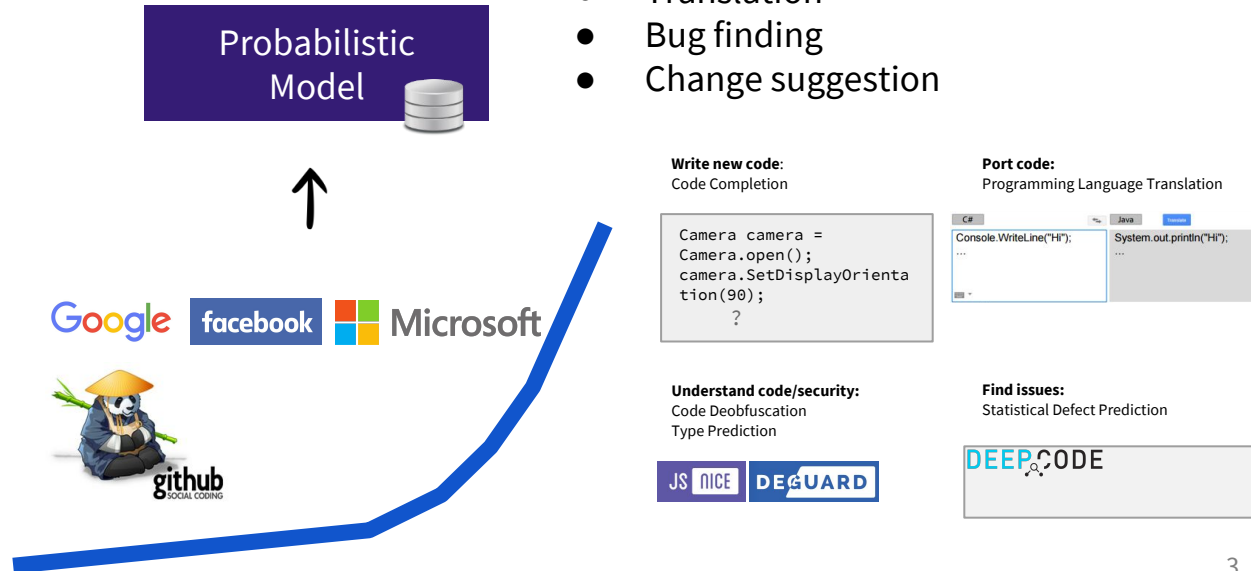 Translation
Probabilistic
Model
● Bug finding
● Change suggestion
Write new code:
Code Completion
Port code:
Programming Language Translation
C#
Java
Translate
Camera camera =
Camera.open();
camera.SetDisplayOrienta
tion(90);
?
Console.WriteLine("Hi");
...
System.out.println("Hi");
...
Google
facebook
Microsoft
github
SOCIAL CODING
Understand code/security:
Code Deobfuscation
Type Prediction
Find issues:
Statistical Defect Prediction
JS NICE
DEGUARD
DEEPCODE
3